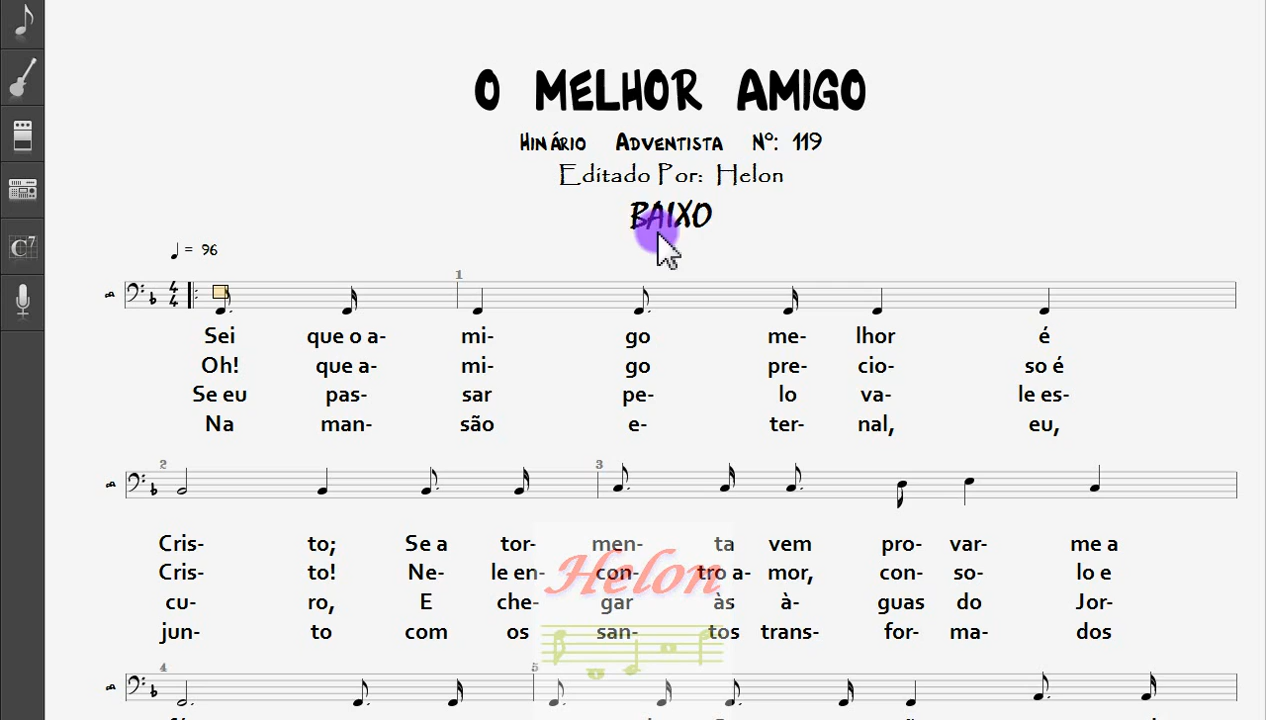 O MELHOR AMIGO
Hinário Adventista Nº: 119
Editado Por: Helon
BAIXO
= 96
C7
1
Sei que o a- mi- go me- lhor é
Oh! que a- mi- go pre- cio- so é
Se eu pas- sar pe- lo va- le es-
Na man- são e- ter- nal, eu,
2 3
Cris- to; Se a tor- men- ta vem pro- var- me a
Cris- to! Ne- le en- con- tro a- mor, con- so- lo e
cu- ro, E che- gar às à- guas do Jor-
jun- to com os san- tos trans- for- ma- dos
Helon
4 5